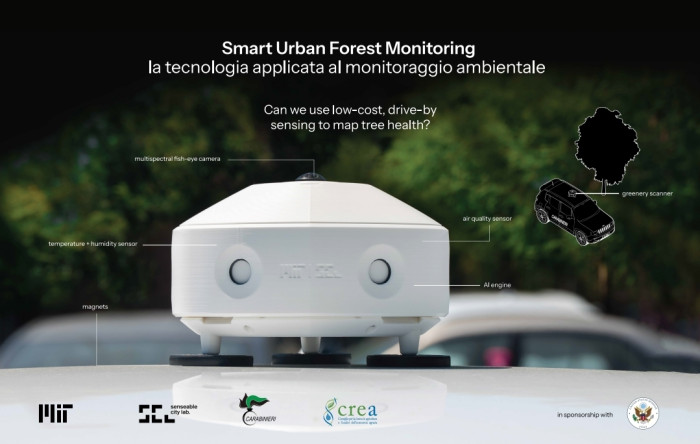 Smart Urban Forest Monitoring
la tecnologia applicata al monitoraggio ambientale
Can we use low-cost, drive-by
sensing to map tree health?
multispectral fish-eye camera
greenery scanner
air quality sensor
temperature + humidity sensor
MIT SCL
AI engine
magnets
MIT
SCL
senseable
city lab.
CARABINIERI
crea
in sponsorship with